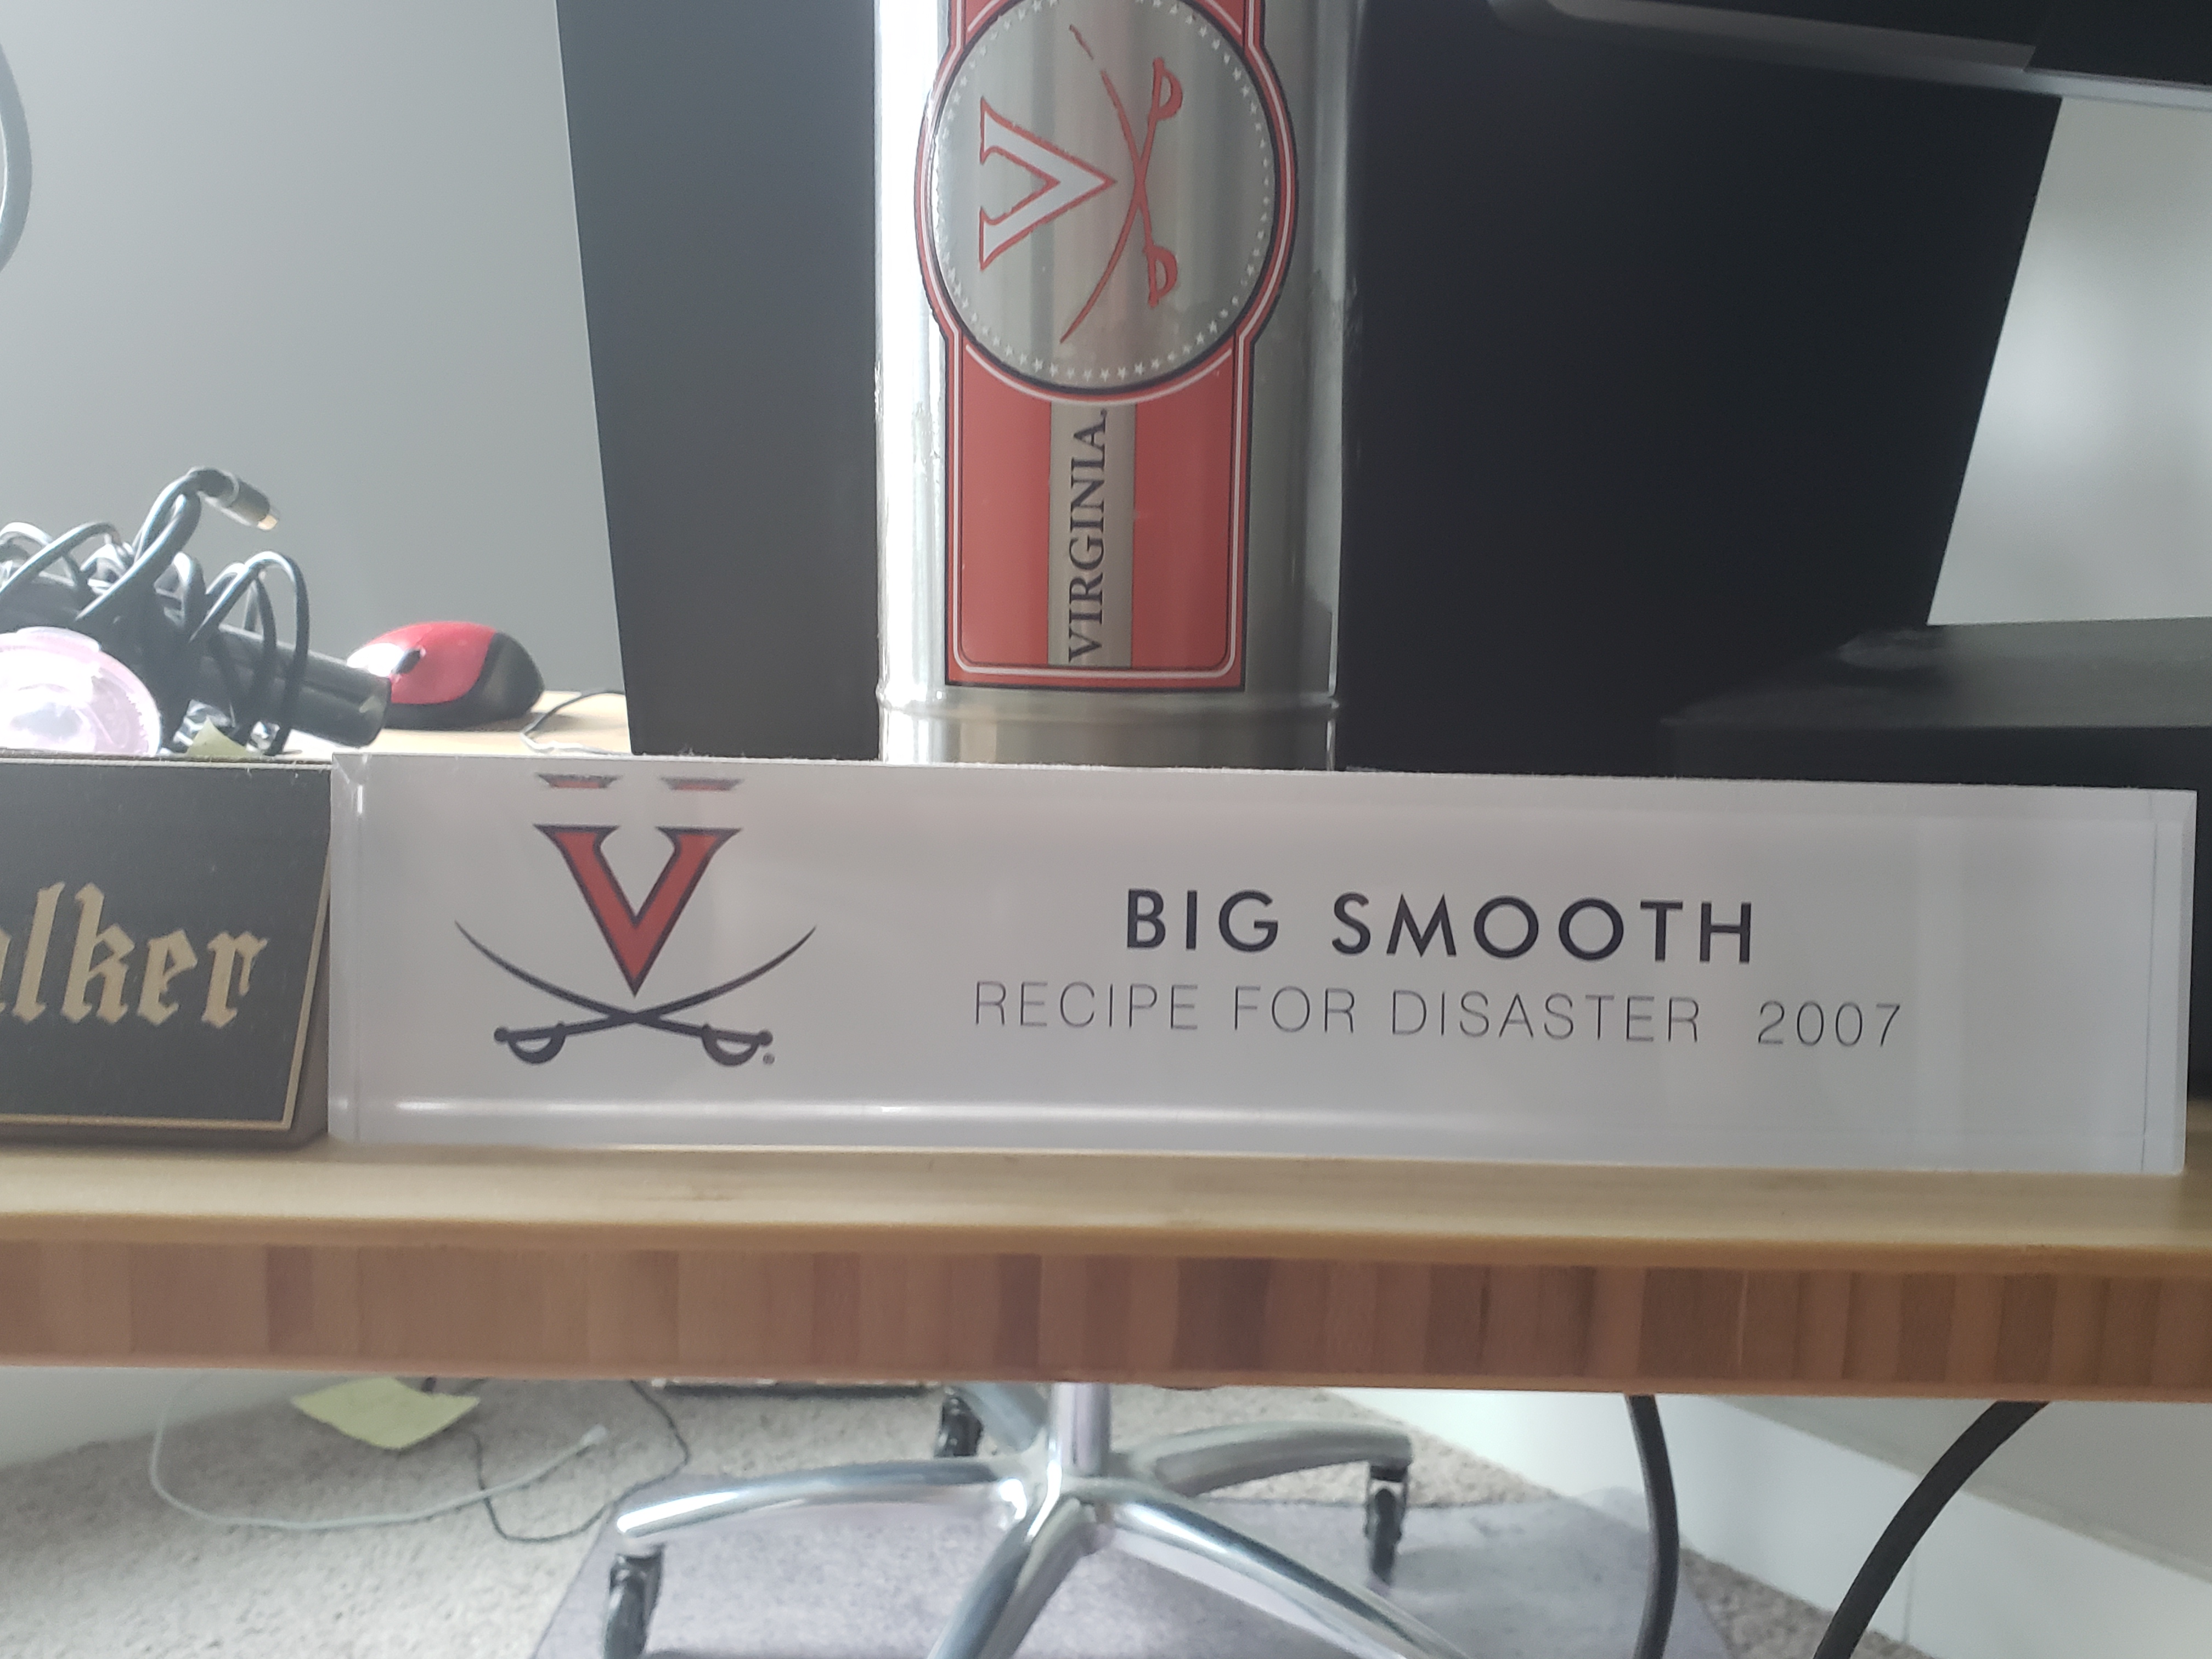 V
VIRGINIA
alker
V
BIG SMOOTH
RECIPE FOR DISASTER 2007